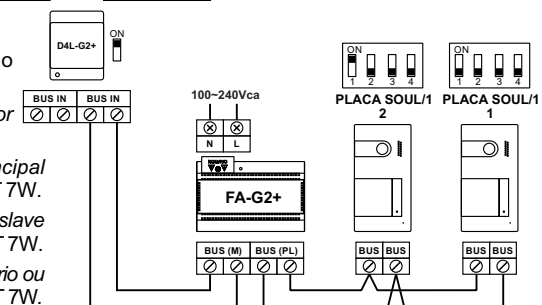 o
or
ncipal
T 7W.
slave
T 7W.
rio ou
T 7W.
D4L-G2+
ON
BUS IN BUS IN
100~240Vca
N L
FA-G2+
BUS (M) BUS (PL)
ON
1 2 3 4
PLACA SOUL/1
2
BUS BUS
ON
1 2 3 4
PLACA SOUL/1
1
BUS BUS